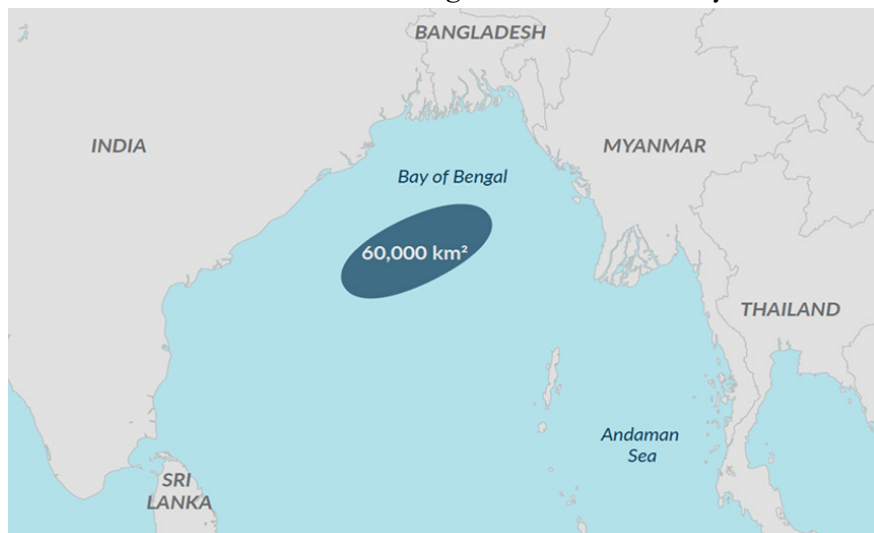 BANGLADESH
INDIA
MYANMAR
Bay of Bengal
60,000 km²
THAILAND
Andaman
Sea
SRI
LANKA